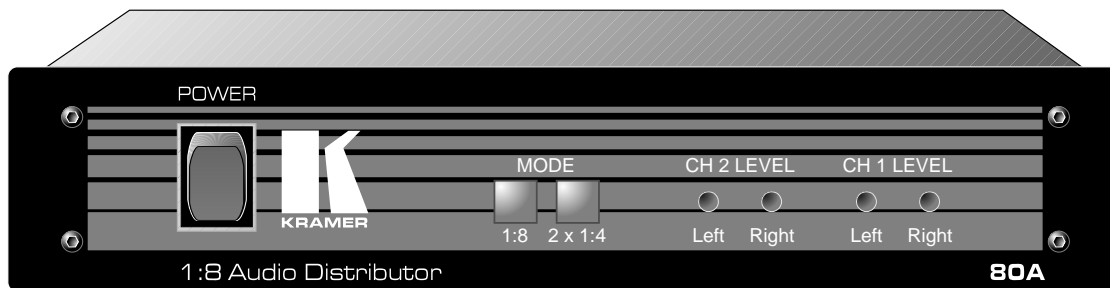 POWER
MODE CH 2 LEVEL CH 1 LEVEL
KRAMER
1:8 2 x 1:4 Left Right Left Right
1:8 Audio Distributor 80A